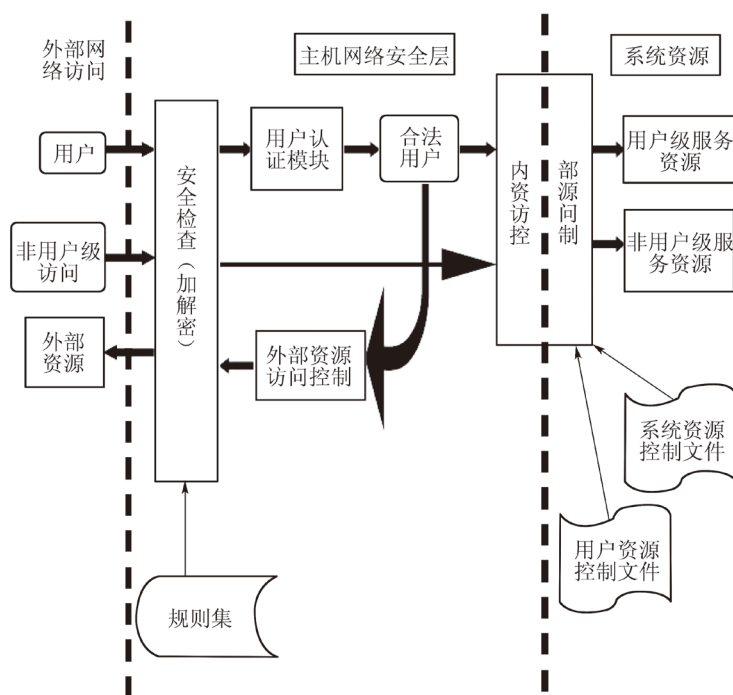 外部网
络访问
主机网络安全层
系统资源
用户
安全检查（加解密）
用户认
证模块
合法
用户
内资访控
部源问制
用户级服务
资源
非用户级
访问
非用户级服
务资源
外部
资源
外部资源
访问控制
系统资源
控制文件
用户资源
控制文件
规则集